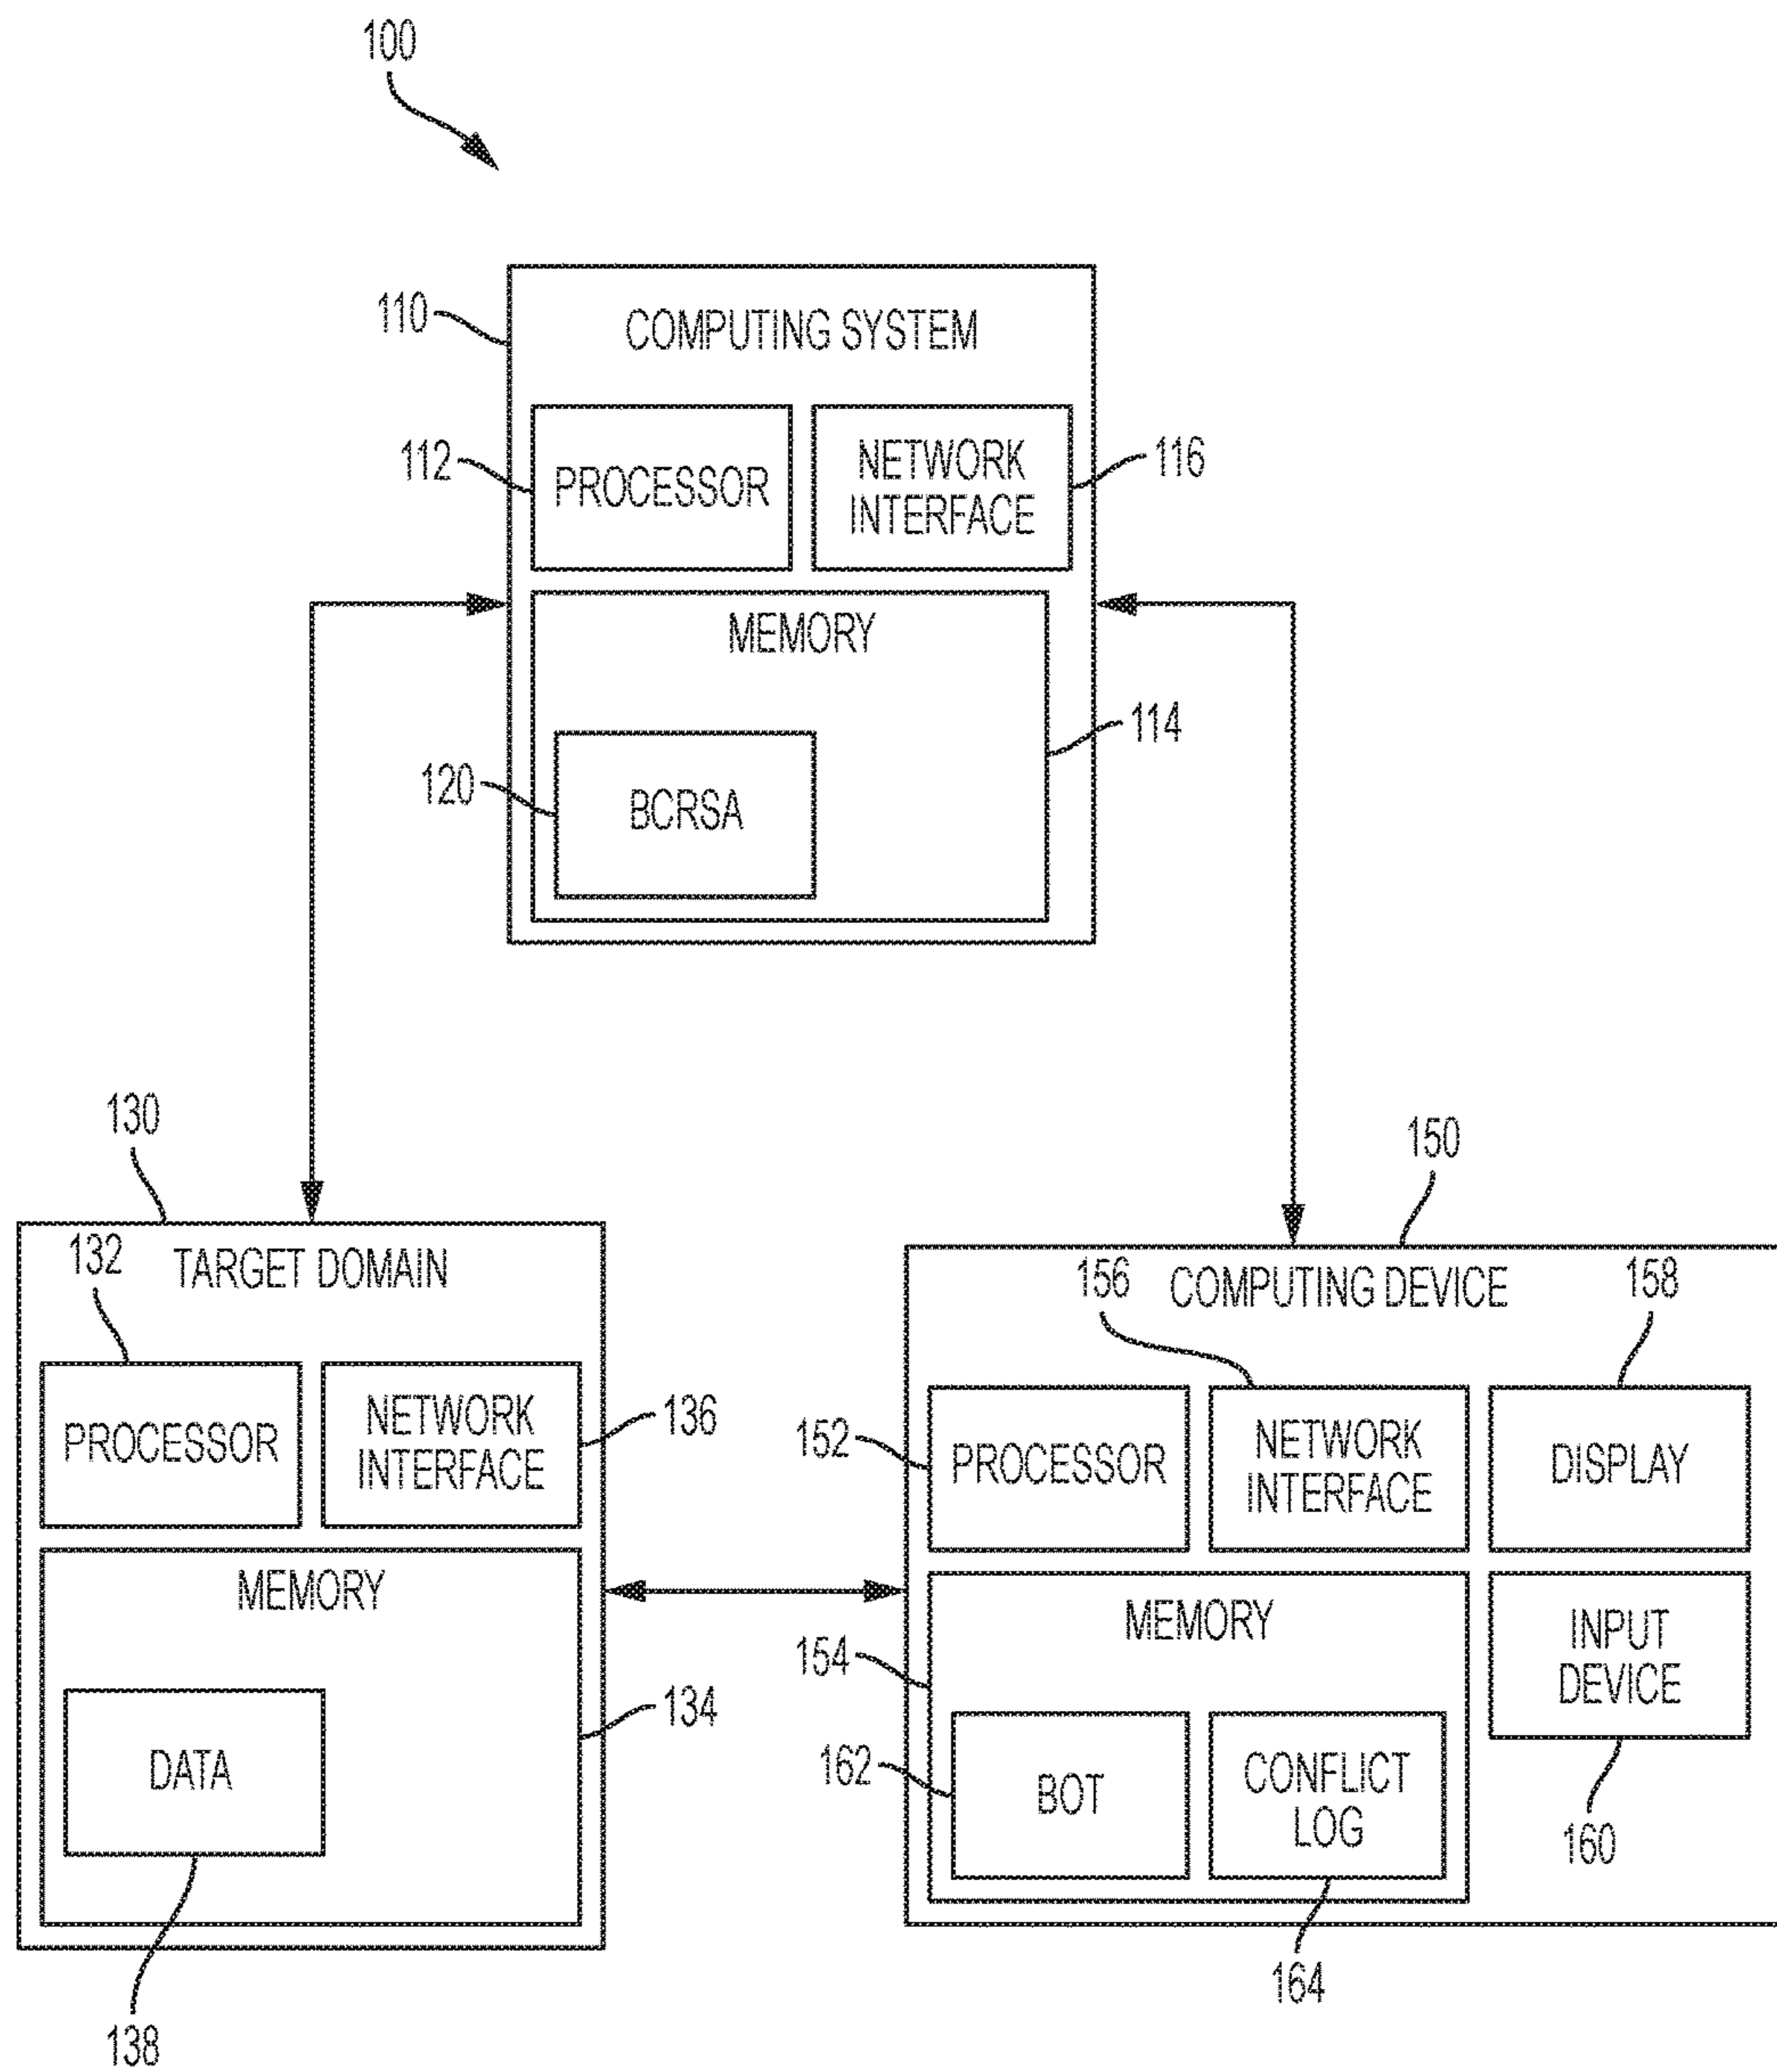 100
110
COMPUTING SYSTEM
112
PROCESSOR
NETWORK
INTERFACE
116
MEMORY
114
120
BCRSA
130
132
TARGET DOMAIN
PROCESSOR
NETWORK
INTERFACE
136
MEMORY
134
DATA
138
150
156
COMPUTING DEVICE
158
152
PROCESSOR
NETWORK
INTERFACE
DISPLAY
154
MEMORY
INPUT
DEVICE
162
BOT
CONFLICT
LOG
160
164